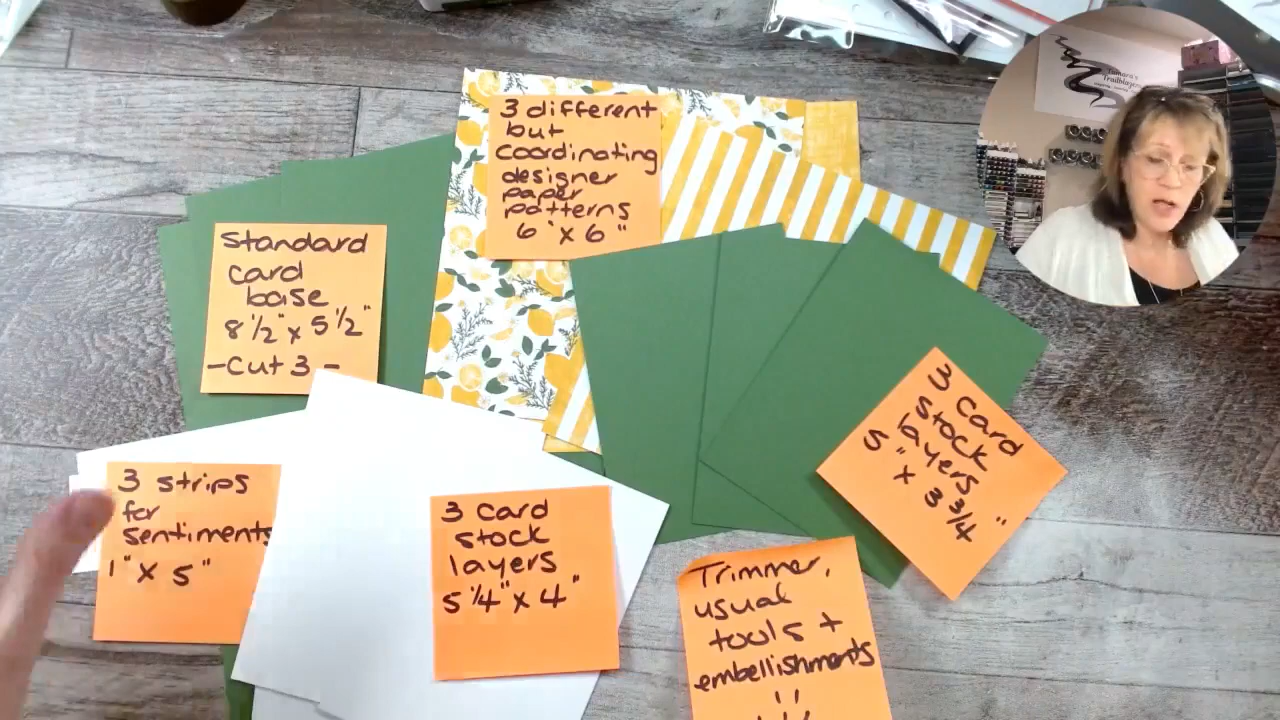 3 different
but
coordinating
designer
paper
patterns
6" x 6"
Standard
card
base
8 1/2" x 5 1/2"
-Cut 3-
3 strips
for
sentiments
1" x 5"
3 card
stock
layers
5 1/4" x 4"
3 card
stock
layers
5" x 3 3/4"
Trimmer,
usual
tools +
embellishments
Tamara's
Trailblazers